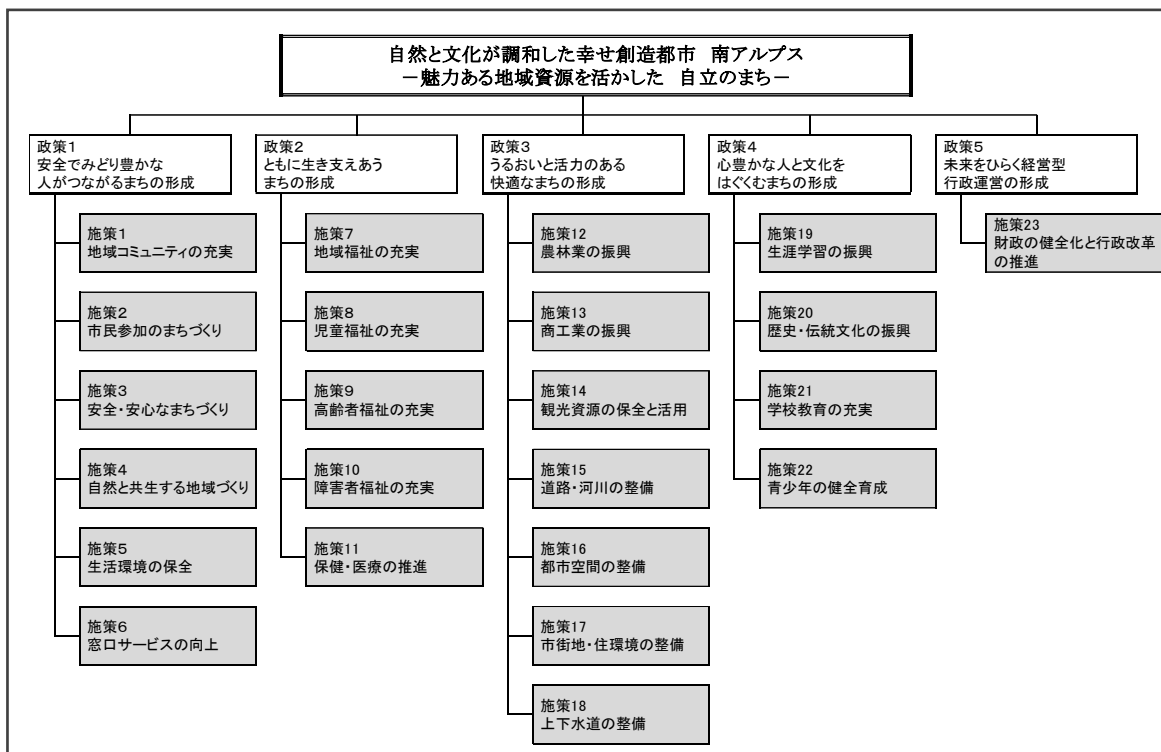 自然と文化が調和した幸せ創造都市 南アルプス
－魅力ある地域資源を活かした 自立のまち－
政策1
安全でみどり豊かな
人がつながるまちの形成
施策1
地域コミュニティの充実
施策2
市民参加のまちづくり
施策3
安全・安心なまちづくり
施策4
自然と共生する地域づくり
施策5
生活環境の保全
施策6
窓口サービスの向上
政策2
ともに生き支えあう
まちの形成
施策7
地域福祉の充実
施策8
児童福祉の充実
施策9
高齢者福祉の充実
施策10
障害者福祉の充実
施策11
保健・医療の推進
政策3
うるおいと活力のある
快適なまちの形成
施策12
農林業の振興
施策13
商工業の振興
施策14
観光資源の保全と活用
施策15
道路・河川の整備
施策16
都市空間の整備
施策17
市街地・住環境の整備
施策18
上下水道の整備
政策4
心豊かな人と文化を
はぐくむまちの形成
施策19
生涯学習の振興
施策20
歴史・伝統文化の振興
施策21
学校教育の充実
施策22
青少年の健全育成
政策5
未来をひらく経営型
行政運営の形成
施策23
財政の健全化と行政改革
の推進